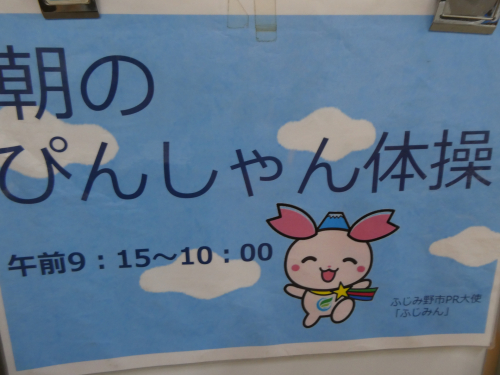 朝の
ぴんしゃん体操
午前9：15～10：00
ふじみ野市PR大使
「ふじみん」